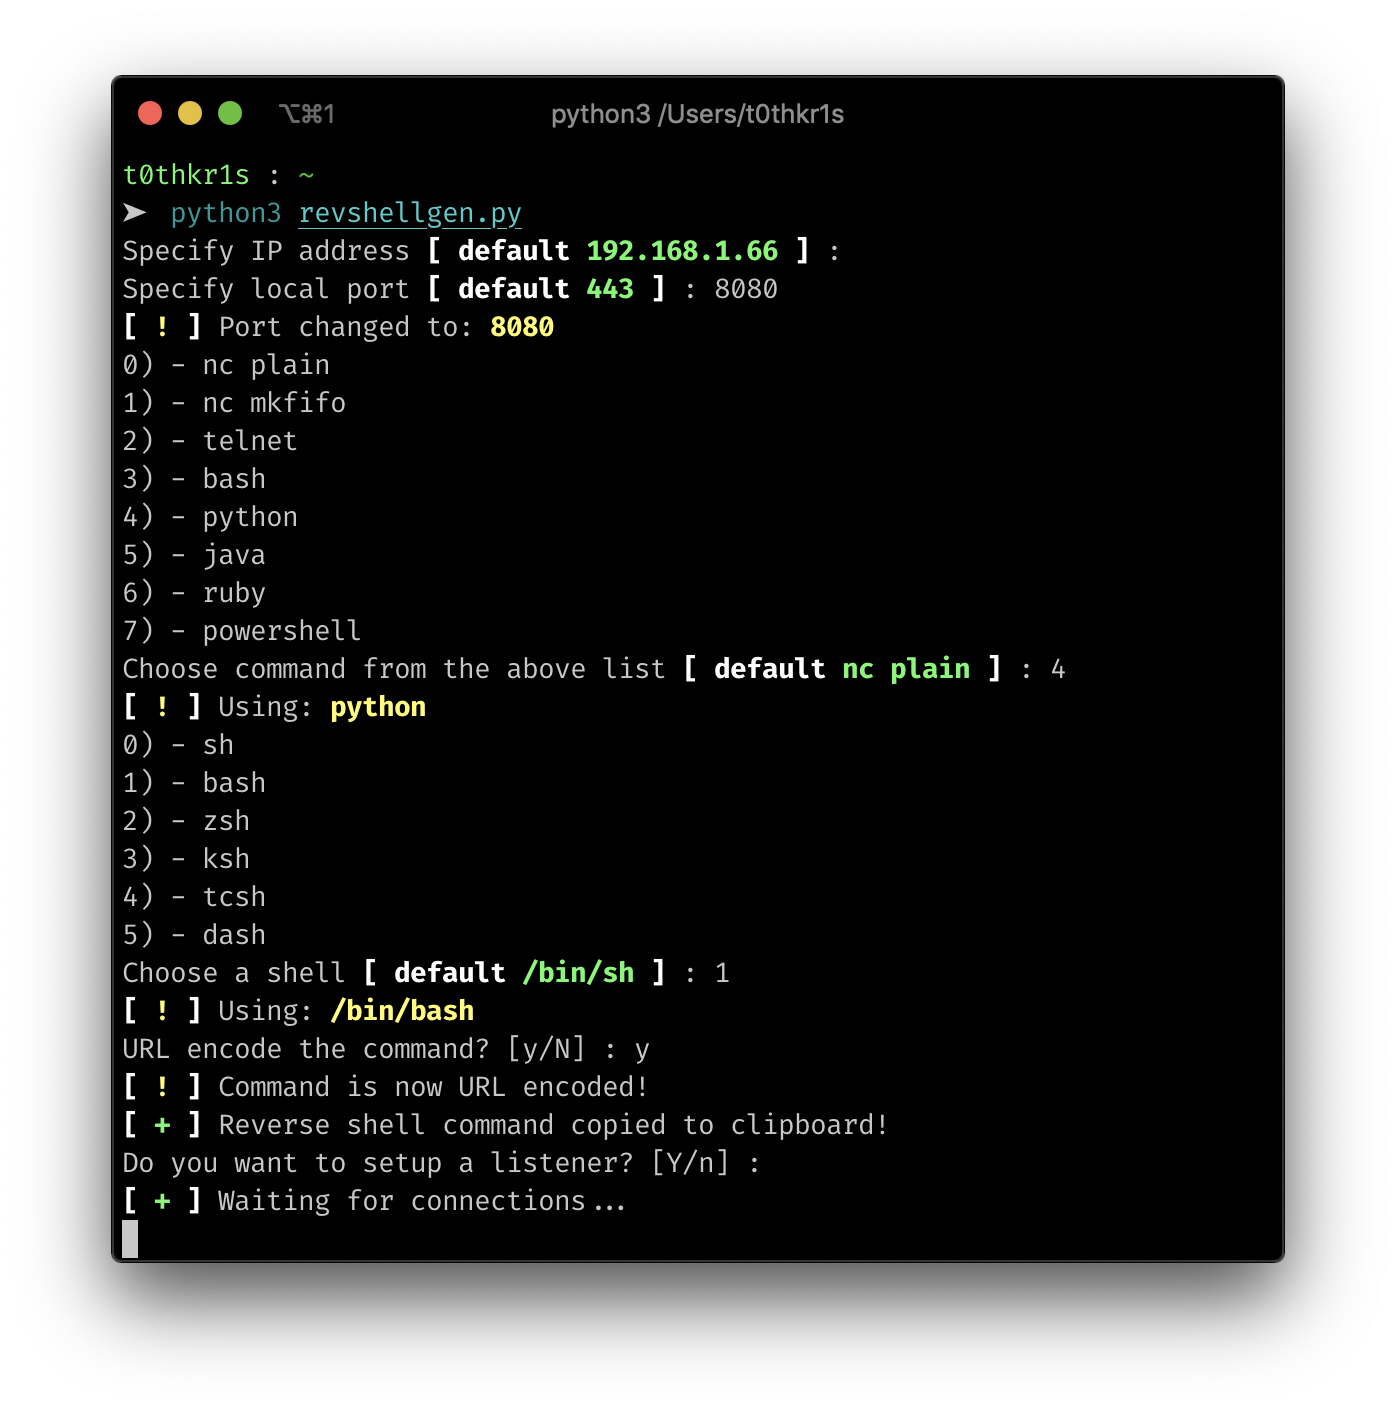 ⌥⌘1 python3 /Users/t0thkr1s
t0thkr1s : ~
➤ python3 revshellgen.py
Specify IP address [ default 192.168.1.66 ] :
Specify local port [ default 443 ] : 8080
[ ! ] Port changed to: 8080
0) - nc plain
1) - nc mkfifo
2) - telnet
3) - bash
4) - python
5) - java
6) - ruby
7) - powershell
Choose command from the above list [ default nc plain ] : 4
[ ! ] Using: python
0) - sh
1) - bash
2) - zsh
3) - ksh
4) - tcsh
5) - dash
Choose a shell [ default /bin/sh ] : 1
[ ! ] Using: /bin/bash
URL encode the command? [y/N] : y
[ ! ] Command is now URL encoded!
[ + ] Reverse shell command copied to clipboard!
Do you want to setup a listener? [Y/n] :
[ + ] Waiting for connections...